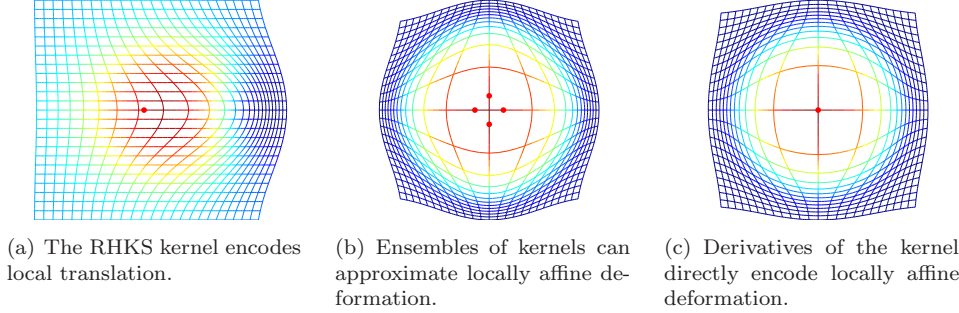 (a) The RHKS kernel encodes
local translation.
(b) Ensembles of kernels can
approximate locally affine de-
formation.
(c) Derivatives of the kernel
directly encode locally affine
deformation.